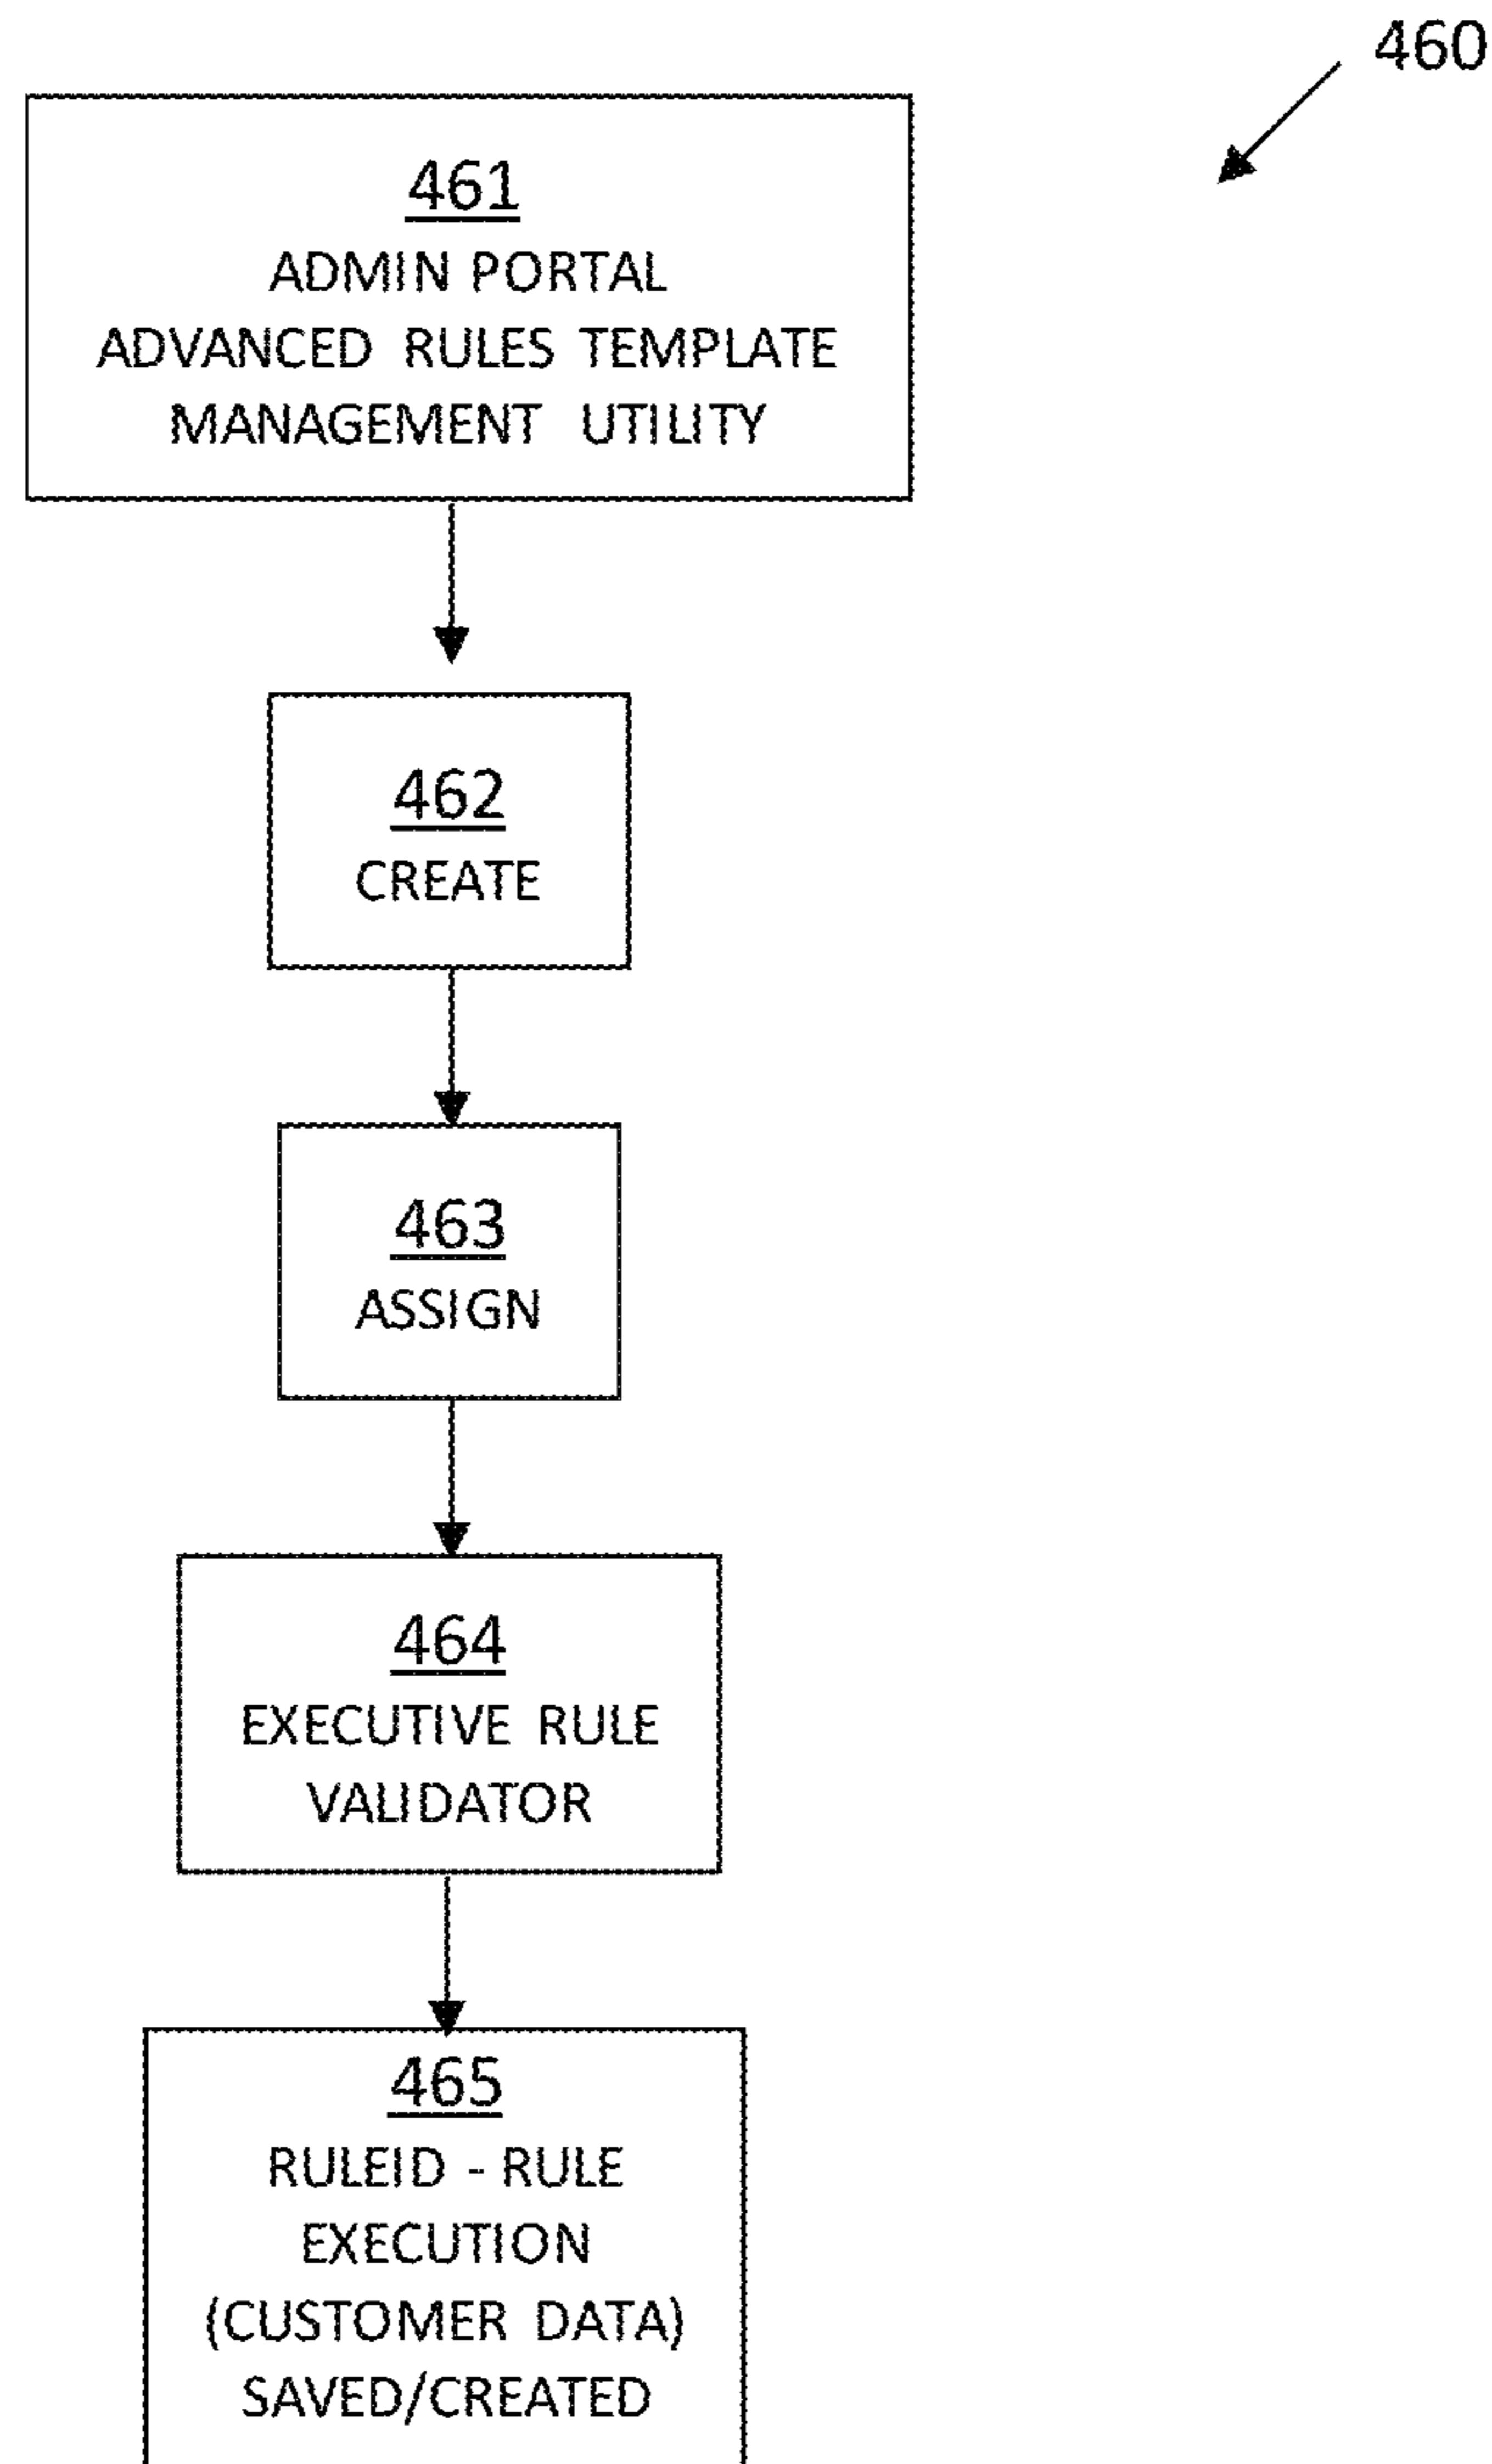 460
461
ADMIN PORTAL
ADVANCED RULES TEMPLATE
MANAGEMENT UTILITY
462
CREATE
463
ASSIGN
464
EXECUTIVE RULE
VALIDATOR
465
RULEID - RULE
EXECUTION
(CUSTOMER DATA)
SAVED/CREATED